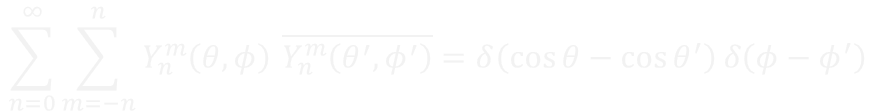 ∑_{n=0}^{∞} ∑_{m=−n}^{n} Y_n^m(θ, ϕ) \overline{Y_n^m(θ′, ϕ′)} = δ(cos θ − cos θ′) δ(ϕ − ϕ′)